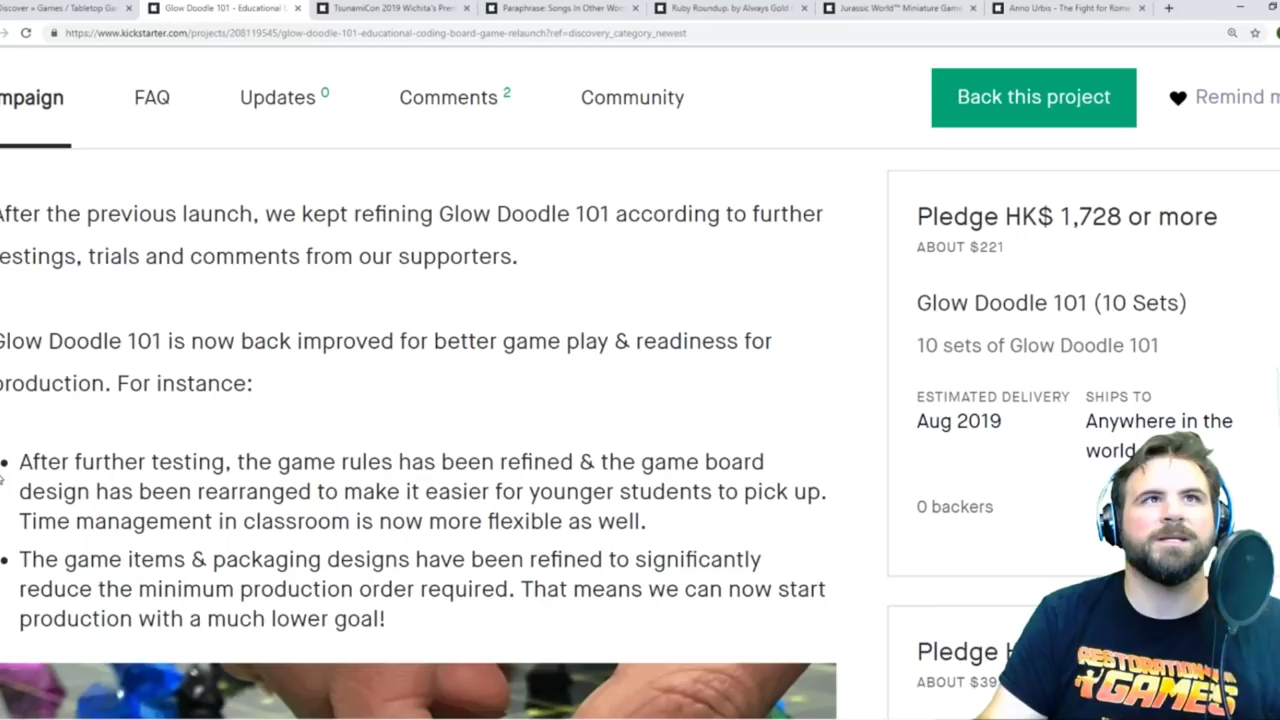 Discover » Games / Tabletop Ga
Glow Doodle 101 - Educational C
TsunamiCon 2019 Wichita's Prem
Paraphrase: Songs In Other Wor
Ruby Roundup. by Always Gold
Jurassic World™ Miniature Game
Anno Urbis - The Fight for Rome
https://www.kickstarter.com/projects/208119545/glow-doodle-101-educational-coding-board-game-relaunch?ref=discovery_category_newest
mpaign
FAQ
Updates 0
Comments 2
Community
Back this project
Remind m
After the previous launch, we kept refining Glow Doodle 101 according to further
testings, trials and comments from our supporters.
Glow Doodle 101 is now back improved for better game play & readiness for
production. For instance:
After further testing, the game rules has been refined & the game board
design has been rearranged to make it easier for younger students to pick up.
Time management in classroom is now more flexible as well.
The game items & packaging designs have been refined to significantly
reduce the minimum production order required. That means we can now start
production with a much lower goal!
Pledge HK$ 1,728 or more
ABOUT $221
Glow Doodle 101 (10 Sets)
10 sets of Glow Doodle 101
ESTIMATED DELIVERY
Aug 2019
SHIPS TO
Anywhere in the
world
0 backers
Pledge H
ABOUT $39
RESTORATION
GAMES